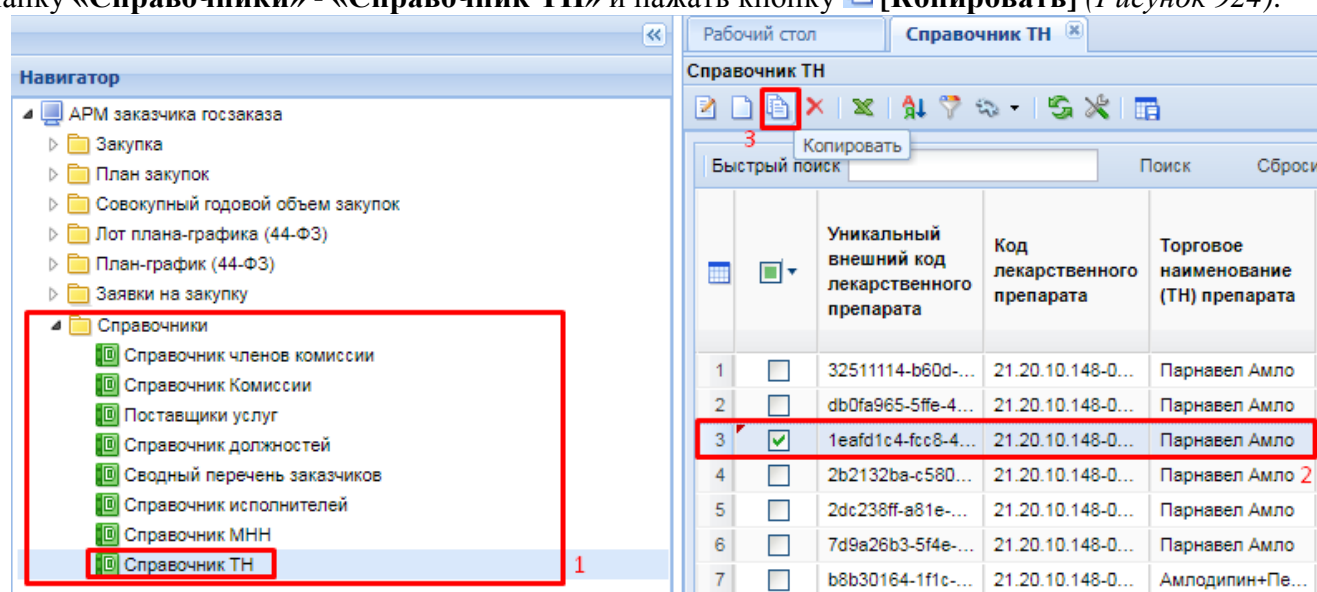 «Справочники» - «Справочник ТН» и нажать кнопку [Копировать] (Рисунок 924).
Навигатор
АРМ заказчика госзаказа
Закупка
План закупок
Совокупный годовой объем закупок
Лот плана-графика (44-ФЗ)
План-график (44-ФЗ)
Заявки на закупку
Справочники
Справочник членов комиссии
Справочник Комиссии
Поставщики услуг
Справочник должностей
Сводный перечень заказчиков
Справочник исполнителей
Справочник МНН
Справочник ТН 1
Рабочий стол Справочник ТН
Справочник ТН
3 Копировать
Быстрый поиск Поиск
Уникальный внешний код лекарственного препарата
Код лекарственного препарата
Торговое наименование (ТН) препарата
1 32511114-b60d-... 21.20.10.148-0... Парнавел Амло
2 db0fa965-5ffe-4... 21.20.10.148-0... Парнавел Амло
3 1eafd1c4-fcc8-4... 21.20.10.148-0... Парнавел Амло
4 2b2132ba-c580... 21.20.10.148-0... Парнавел Амло 2
5 2dc238ff-a81e-... 21.20.10.148-0... Парнавел Амло
6 7d9a26b3-5f4e-... 21.20.10.148-0... Парнавел Амло
7 b8b30164-1f1c-... 21.20.10.148-0... Амлодипин+Пе...